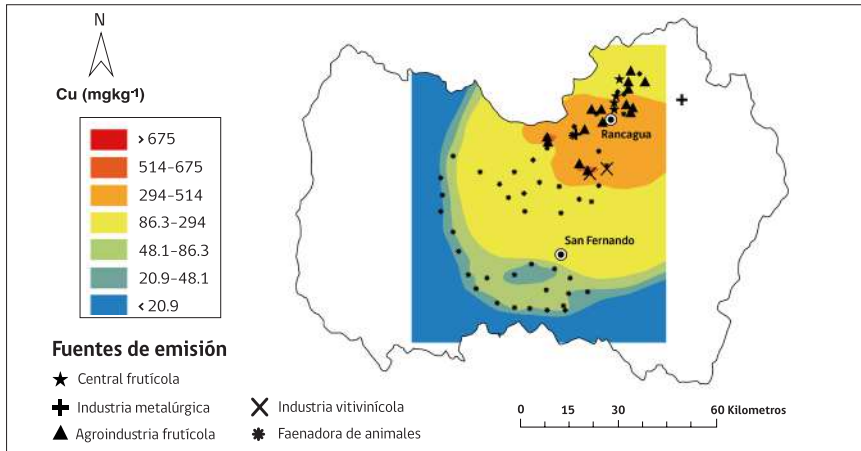 N
Cu (mgkg-1)
> 675
514-675
294-514
86.3-294
48.1-86.3
20.9-48.1
< 20.9
Rancagua
San Fernando
Fuentes de emisión
Central frutícola
Industria metalúrgica
Industria vitivinícola
Agroindustria frutícola
Faenadora de animales
0 15 30 60 Kilometros